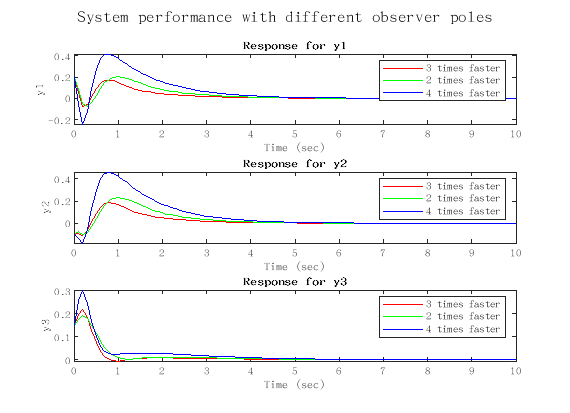 System performance with different observer poles
Response for y1
0.4
0.2
0
-0.2
y1
3 times faster
2 times faster
4 times faster
0 1 2 3 4 5 6 7 8 9 10
Time (sec)
Response for y2
0.4
0.2
0
y2
3 times faster
2 times faster
4 times faster
0 1 2 3 4 5 6 7 8 9 10
Time (sec)
Response for y3
0.3
0.2
0.1
0
y3
3 times faster
2 times faster
4 times faster
0 1 2 3 4 5 6 7 8 9 10
Time (sec)